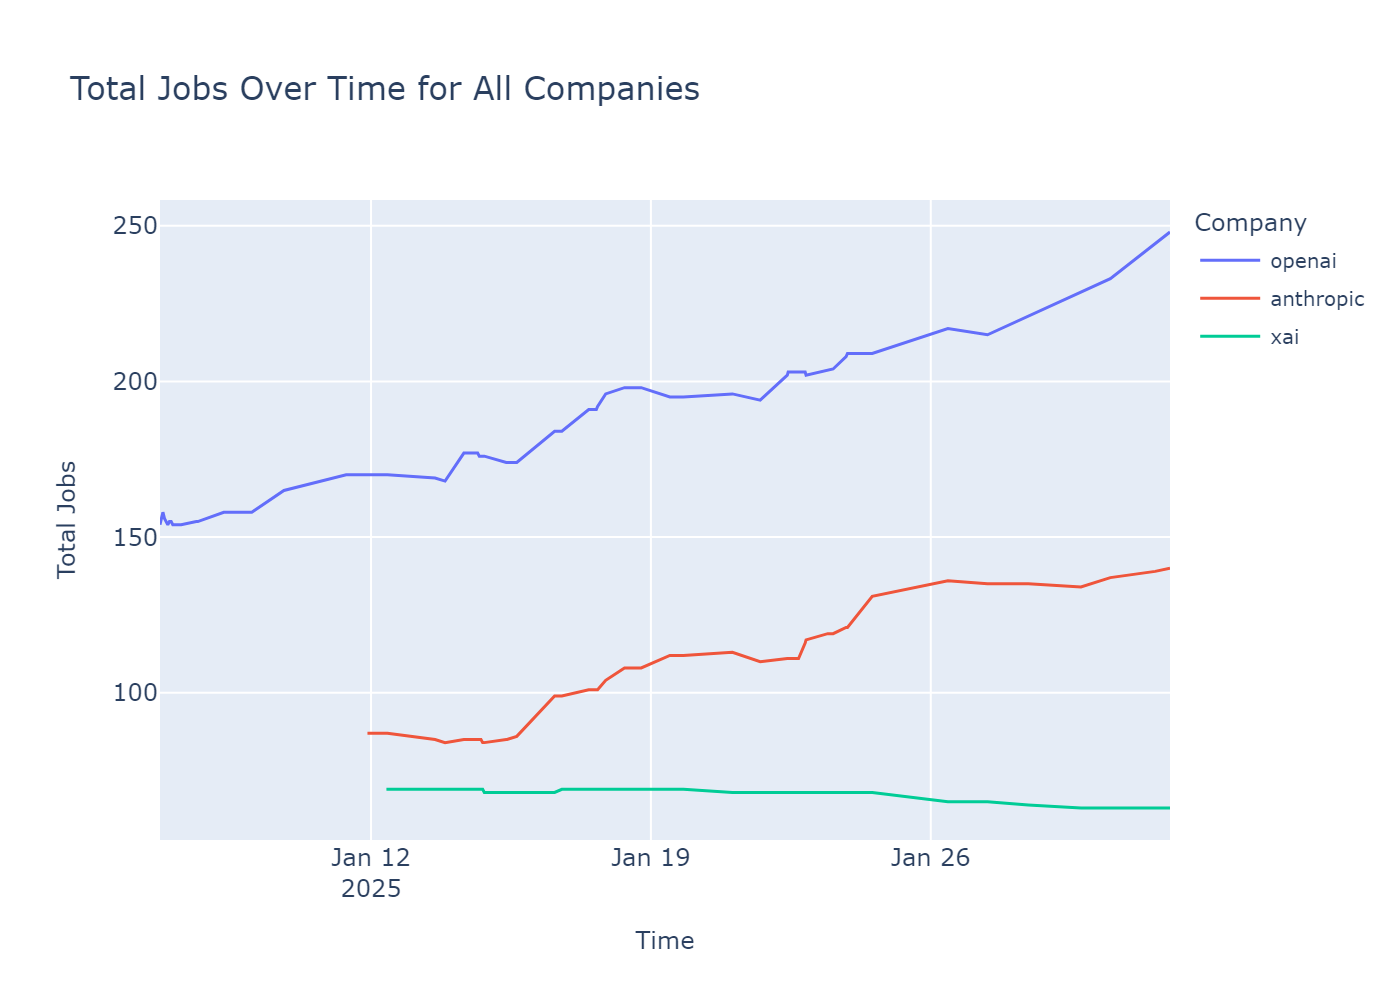 Total Jobs Over Time for All Companies
Total Jobs
250
200
150
100
Jan 12
2025
Jan 19
Jan 26
Time
Company
openai
anthropic
xai